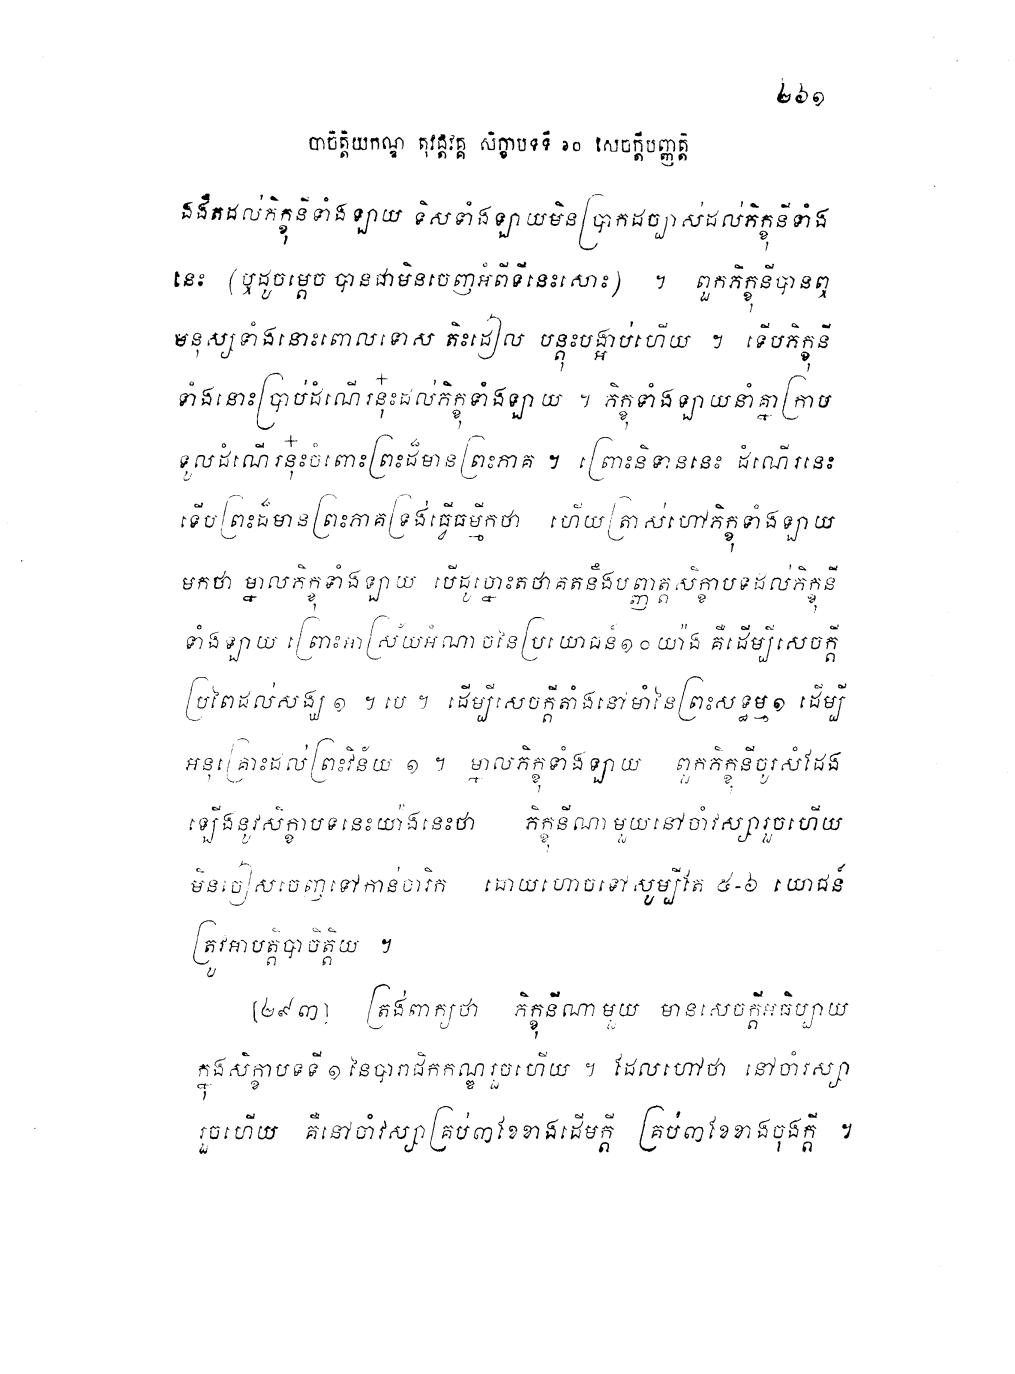 ២៦១
បាចិត្តិយកណ្ឌ តុវដ្ដវគ្គ សិក្ខាបទទី ១០ សេចក្ដីបញ្ញត្តិ
ងងឹតដល់ភិក្ខុនីទាំងឡាយ ទិសទាំងឡាយមិនប្រាកដច្បាស់ដល់ភិក្ខុនីទាំង
នេះ (ឬដូចម្ដេច បានជាមិនចេញអំពីទីនេះសោះ) ។ ពួកភិក្ខុនីបានឮ
មនុស្សទាំងនោះពោលទោស តិះដៀល បន្តុះបង្អាប់ហើយ ។ ទើបភិក្ខុនី
ទាំងនោះប្រាប់ដំណើរនុ៎ះដល់ភិក្ខុទាំងឡាយ ។ ភិក្ខុទាំងឡាយនាំគ្នាក្រាប
ទូលដំណើរនុ៎ះចំពោះព្រះដ៏មានព្រះភាគ ។ ព្រោះនិទាននេះ ដំណើរនេះ
ទើបព្រះដ៏មានព្រះភាគទ្រង់ធ្វើធម្មីកថា ហើយត្រាស់ហៅភិក្ខុទាំងឡាយ
មកថា ម្នាលភិក្ខុទាំងឡាយ បើដូច្នោះតថាគតនឹងបញ្ញត្តសិក្ខាបទដល់ភិក្ខុនី
ទាំងឡាយ ព្រោះអាស្រ័យអំណាចនៃប្រយោជន៍១០យ៉ាង គឺដើម្បីសេចក្ដី
ប្រពៃដល់សង្ឃ ១ ។ បេ ។ ដើម្បីសេចក្ដីតាំងនៅមាំនៃព្រះសទ្ធម្ម១ ដើម្បី
អនុគ្រោះដល់ព្រះវិន័យ ១ ។ ម្នាលភិក្ខុទាំងឡាយ ពួកភិក្ខុនីចូរសំដែង
ឡើងនូវសិក្ខាបទនេះយ៉ាងនេះថា ភិក្ខុនីណាមួយនៅចាំវស្សារួចហើយ
មិនចៀសចេញទៅកាន់ចារិក ដោយហោចទៅសូម្បីតែ ៥-៦ យោជន៍
ត្រូវអាបត្តិបាចិត្តិយ ។
[២៩៣] ត្រង់ពាក្យថា ភិក្ខុនីណាមួយ មានសេចក្ដីអធិប្បាយ
ក្នុងសិក្ខាបទទី ១ នៃបារាជិកកណ្ឌរួចហើយ ។ ដែលហៅថា នៅចាំវស្សា
រួចហើយ គឺនៅចាំវស្សាគ្រប់៣ខែខាងដើមក្ដី គ្រប់៣ខែខាងចុងក្ដី ។